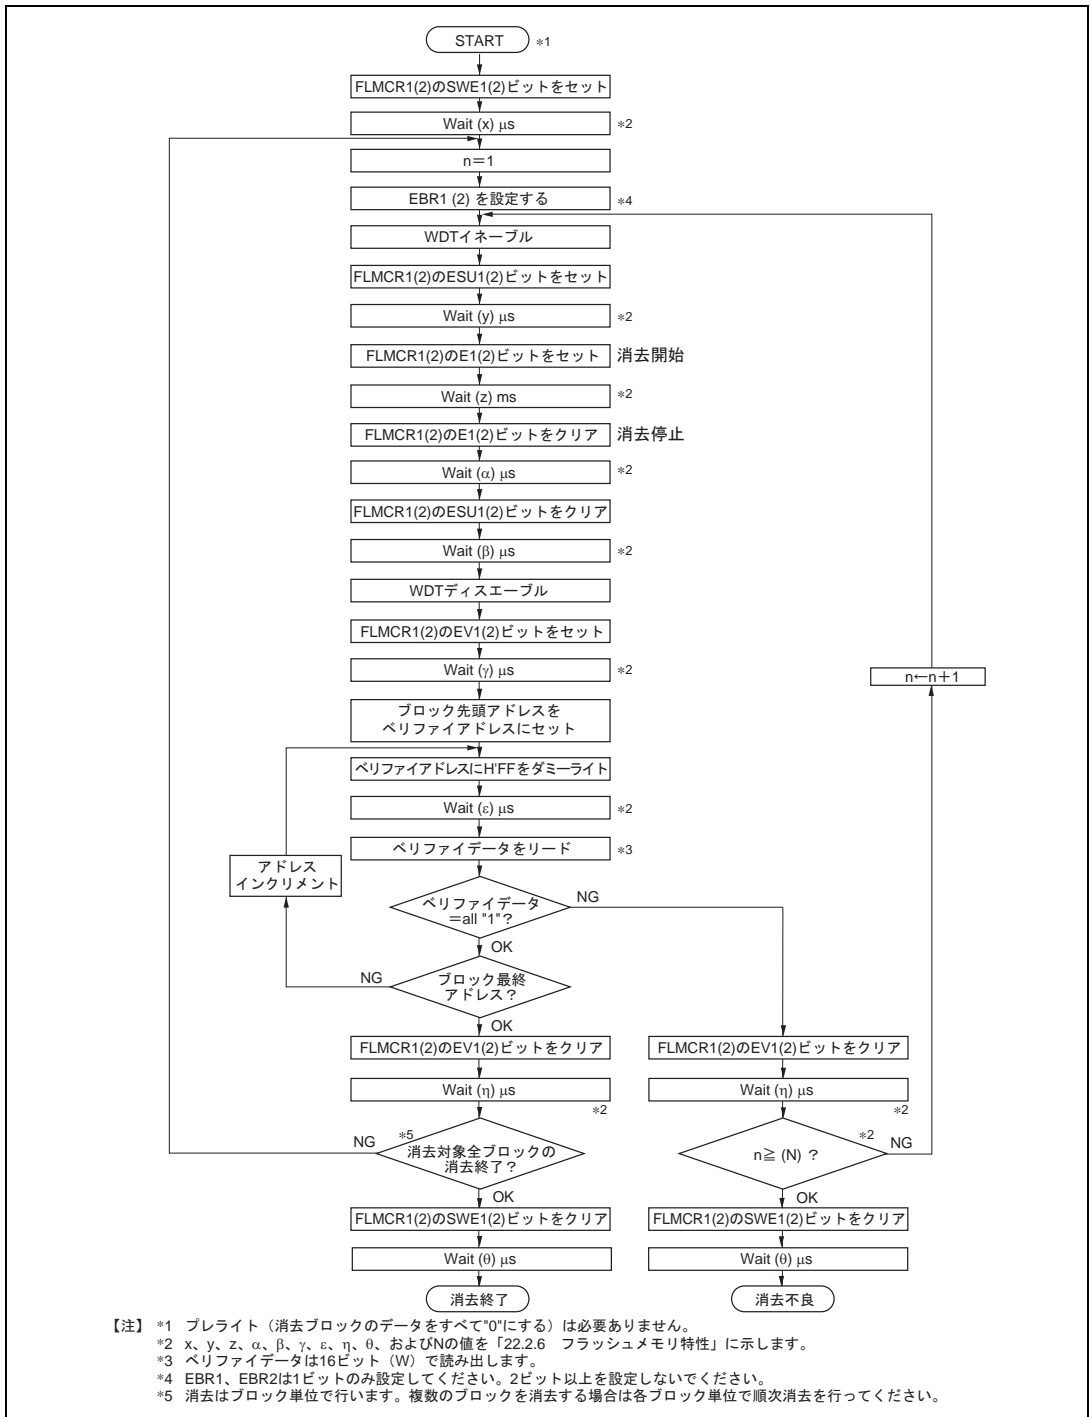 START *1
FLMCR1(2)のSWE1(2)ビットをセット
Wait (x) μs *2
n＝1
EBR1 (2) を設定する *4
WDTイネーブル
FLMCR1(2)のESU1(2)ビットをセット
Wait (y) μs *2
FLMCR1(2)のE1(2)ビットをセット 消去開始
Wait (z) ms *2
FLMCR1(2)のE1(2)ビットをクリア 消去停止
Wait (α) μs *2
FLMCR1(2)のESU1(2)ビットをクリア
Wait (β) μs *2
WDTディスエーブル
FLMCR1(2)のEV1(2)ビットをセット
Wait (γ) μs *2
n←n＋1
ブロック先頭アドレスを
ベリファイアドレスにセット
ベリファイアドレスにH'FFをダミーライト
Wait (ε) μs *2
ベリファイデータをリード *3
アドレス
インクリメント
ベリファイデータ
＝all "1"？
NG
OK
ブロック最終
アドレス？
NG
OK
FLMCR1(2)のEV1(2)ビットをクリア
FLMCR1(2)のEV1(2)ビットをクリア
Wait (η) μs
*2
Wait (η) μs
*2
NG
*5
消去対象全ブロックの
消去終了？
OK
n≧ (N) ？
*2
NG
OK
FLMCR1(2)のSWE1(2)ビットをクリア
FLMCR1(2)のSWE1(2)ビットをクリア
Wait (θ) μs
Wait (θ) μs
消去終了
消去不良
【注】 *1 プレライト（消去ブロックのデータをすべて"0"にする）は必要ありません。
*2 x、y、z、α、β、γ、ε、η、θ、およびNの値を「22.2.6 フラッシュメモリ特性」に示します。
*3 ベリファイデータは16ビット（W）で読み出します。
*4 EBR1、EBR2は1ビットのみ設定してください。2ビット以上を設定しないでください。
*5 消去はブロック単位で行います。複数のブロックを消去する場合は各ブロック単位で順次消去を行ってください。